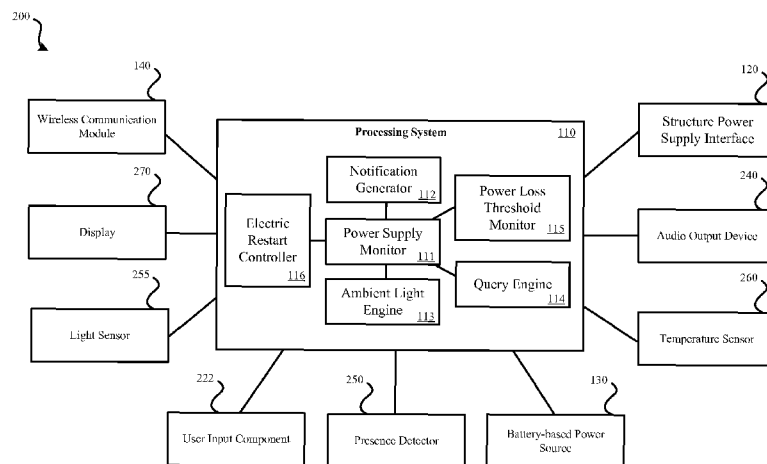 200
140
Wireless Communication
Module
270
Display
255
Light Sensor
Processing System
110
Notification
Generator
112
Electric
Restart
Controller
116
Power Supply
Monitor
111
Power Loss
Threshold
Monitor
115
Ambient Light
Engine
113
Query Engine
114
120
Structure Power
Supply Interface
240
Audio Output Device
260
Temperature Sensor
222
User Input Component
250
Presence Detector
130
Battery-based Power
Source